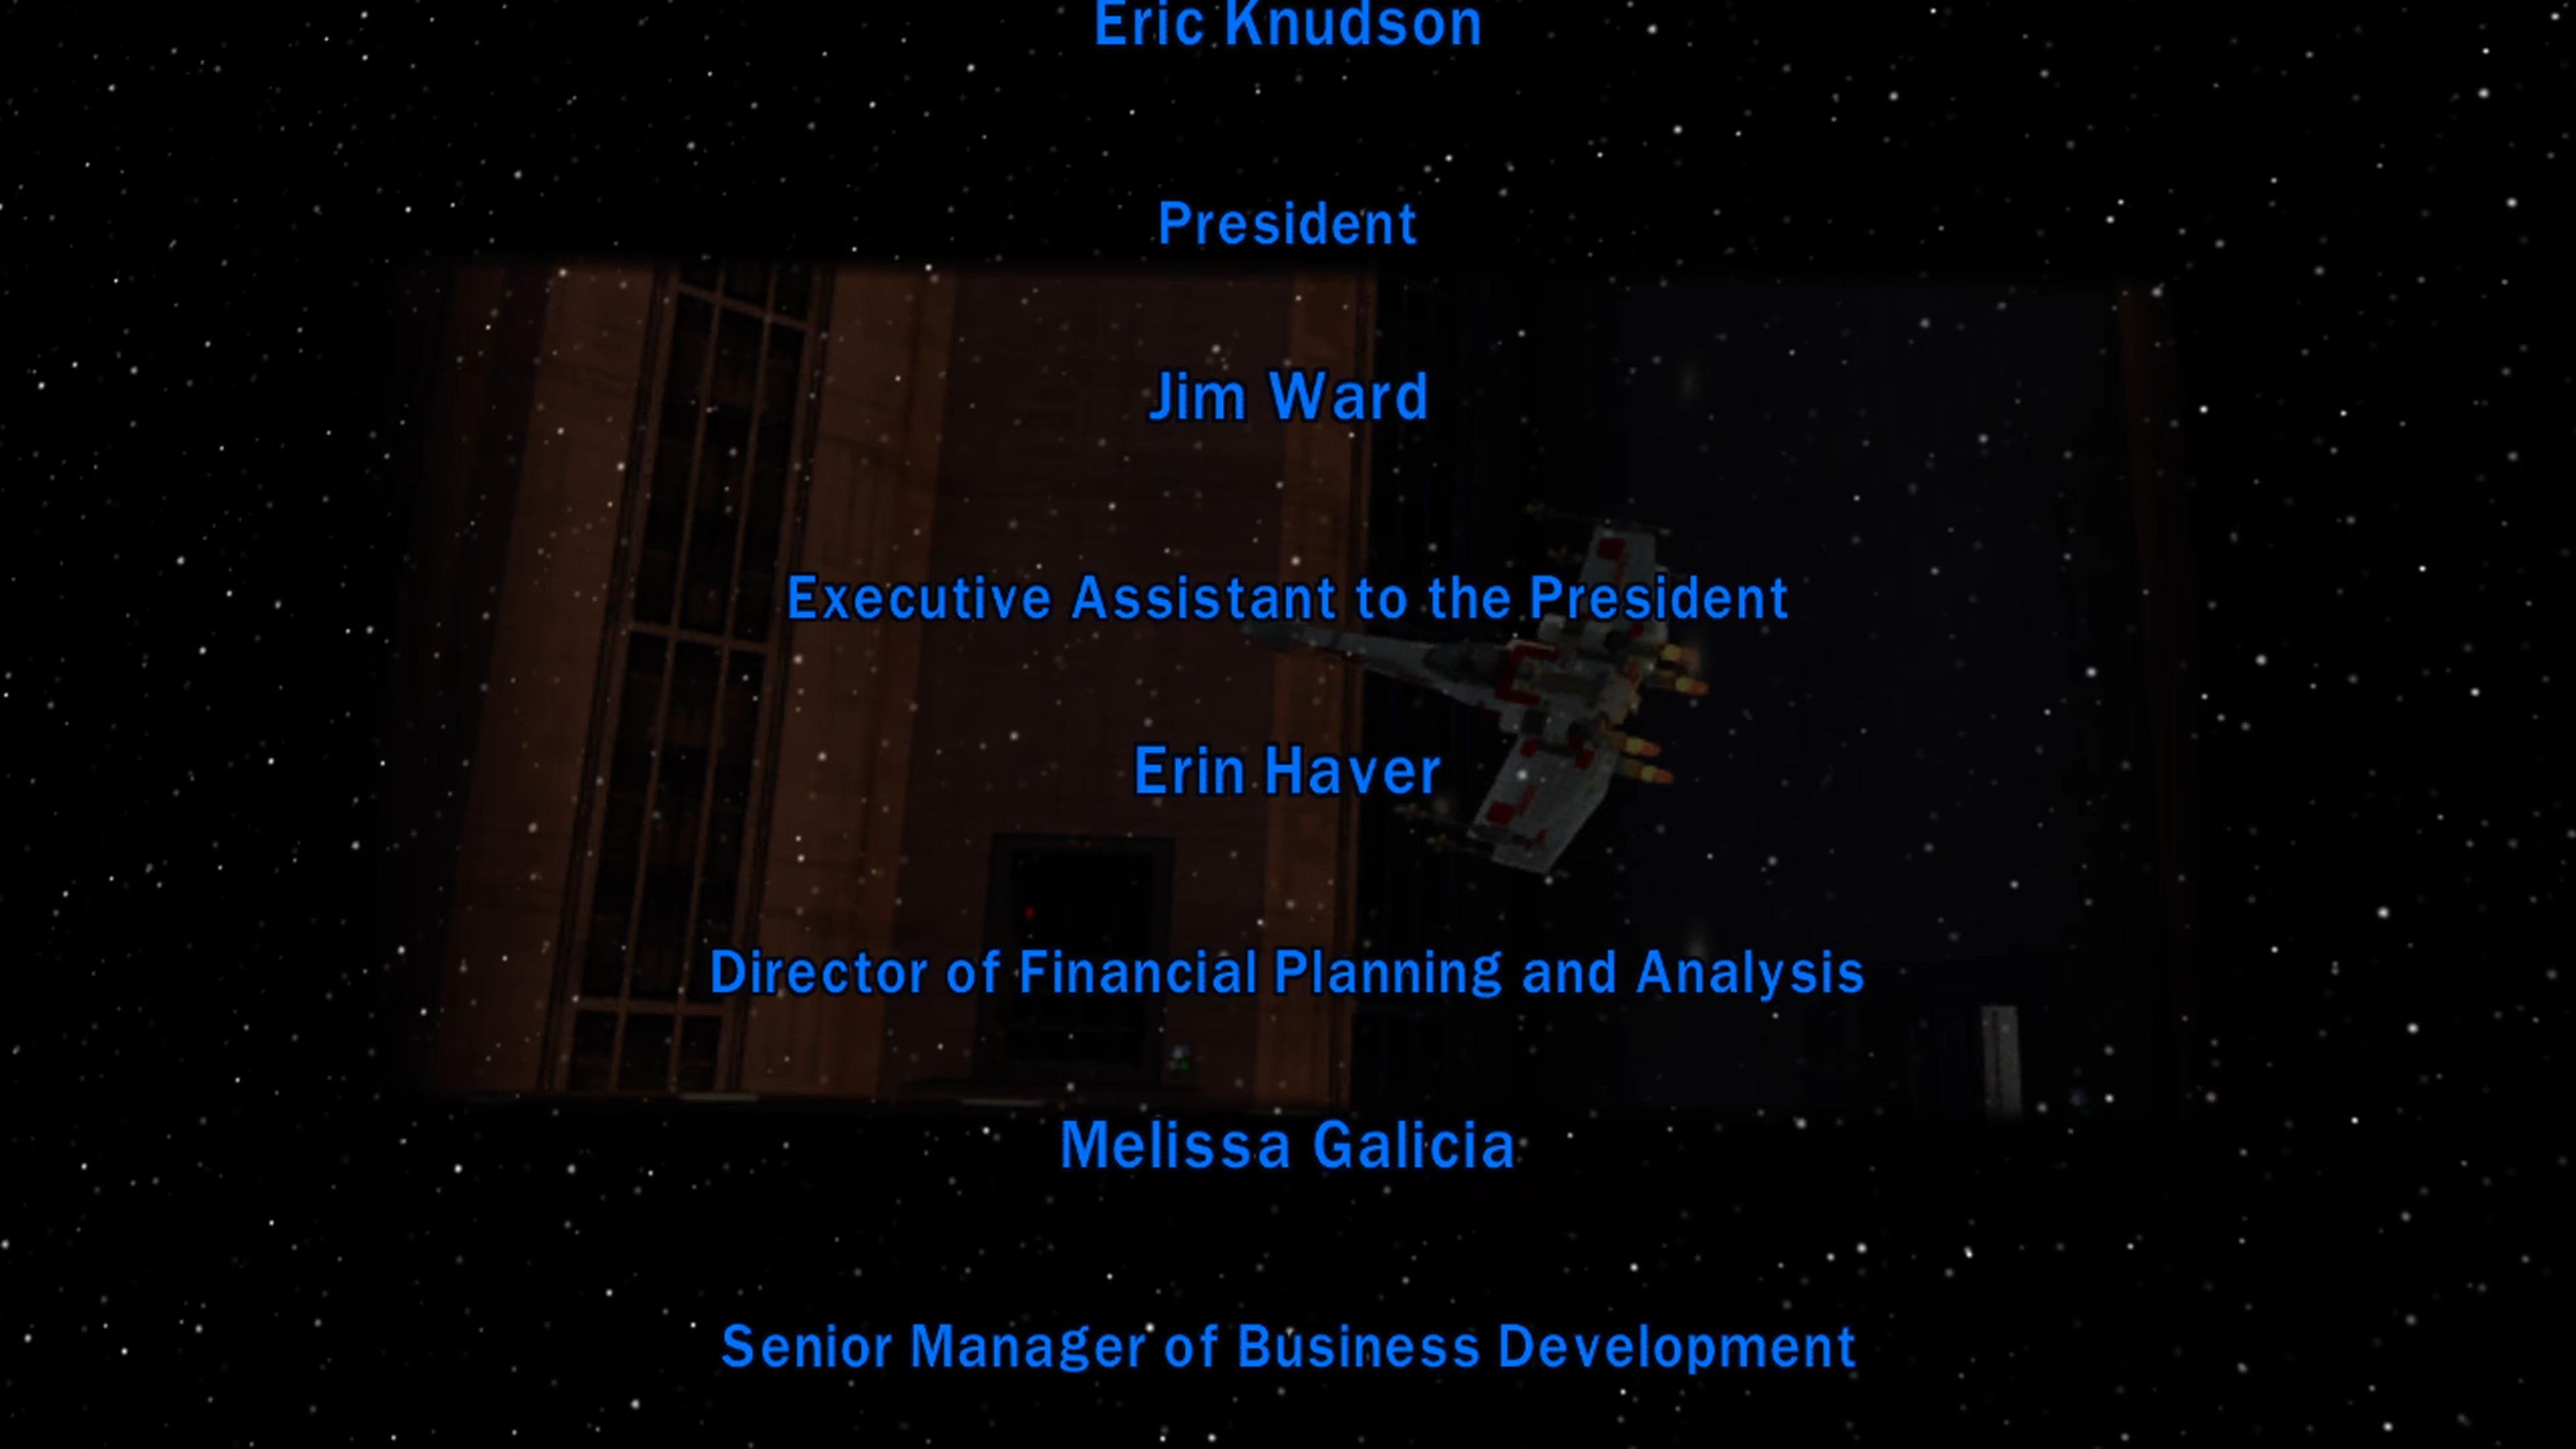 Eric Knudson
President
Jim Ward
Executive Assistant to the President
Erin Haver
Director of Financial Planning and Analysis
Melissa Galicia
Senior Manager of Business Development